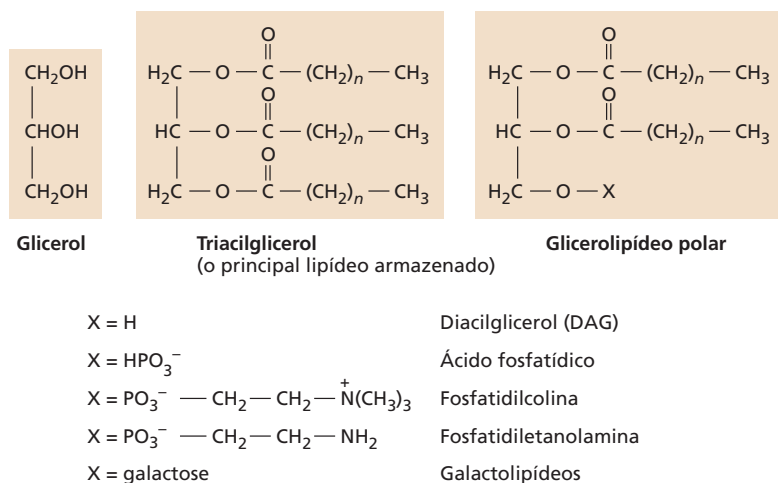 CH₂OH
CHOH
CH₂OH
Glicerol
O
H₂C — O — C — (CH₂)ₙ — CH₃
O
HC — O — C — (CH₂)ₙ — CH₃
O
H₂C — O — C — (CH₂)ₙ — CH₃
Triacilglicerol
(o principal lipídeo armazenado)
O
H₂C — O — C — (CH₂)ₙ — CH₃
O
HC — O — C — (CH₂)ₙ — CH₃
H₂C — O — X
Glicerolipídeo polar
X = H Diacilglicerol (DAG)
X = HPO₃⁻ Ácido fosfatídico
+
X = PO₃⁻ — CH₂ — CH₂ — N(CH₃)₃ Fosfatidilcolina
X = PO₃⁻ — CH₂ — CH₂ — NH₂ Fosfatidiletanolamina
X = galactose Galactolipídeos